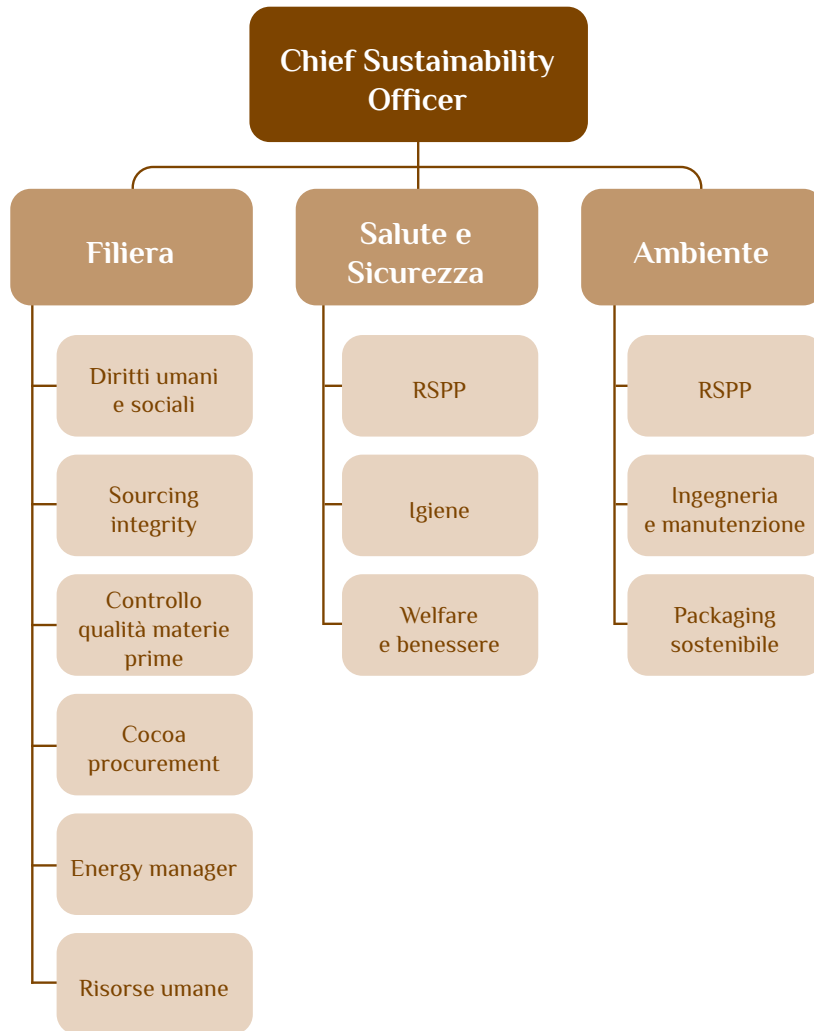 Chief Sustainability
Officer
Filiera
Diritti umani
e sociali
Sourcing
integrity
Controllo
qualità materie
prime
Cocoa
procurement
Energy manager
Risorse umane
Salute e
Sicurezza
RSPP
Igiene
Welfare
e benessere
Ambiente
RSPP
Ingegneria
e manutenzione
Packaging
sostenibile